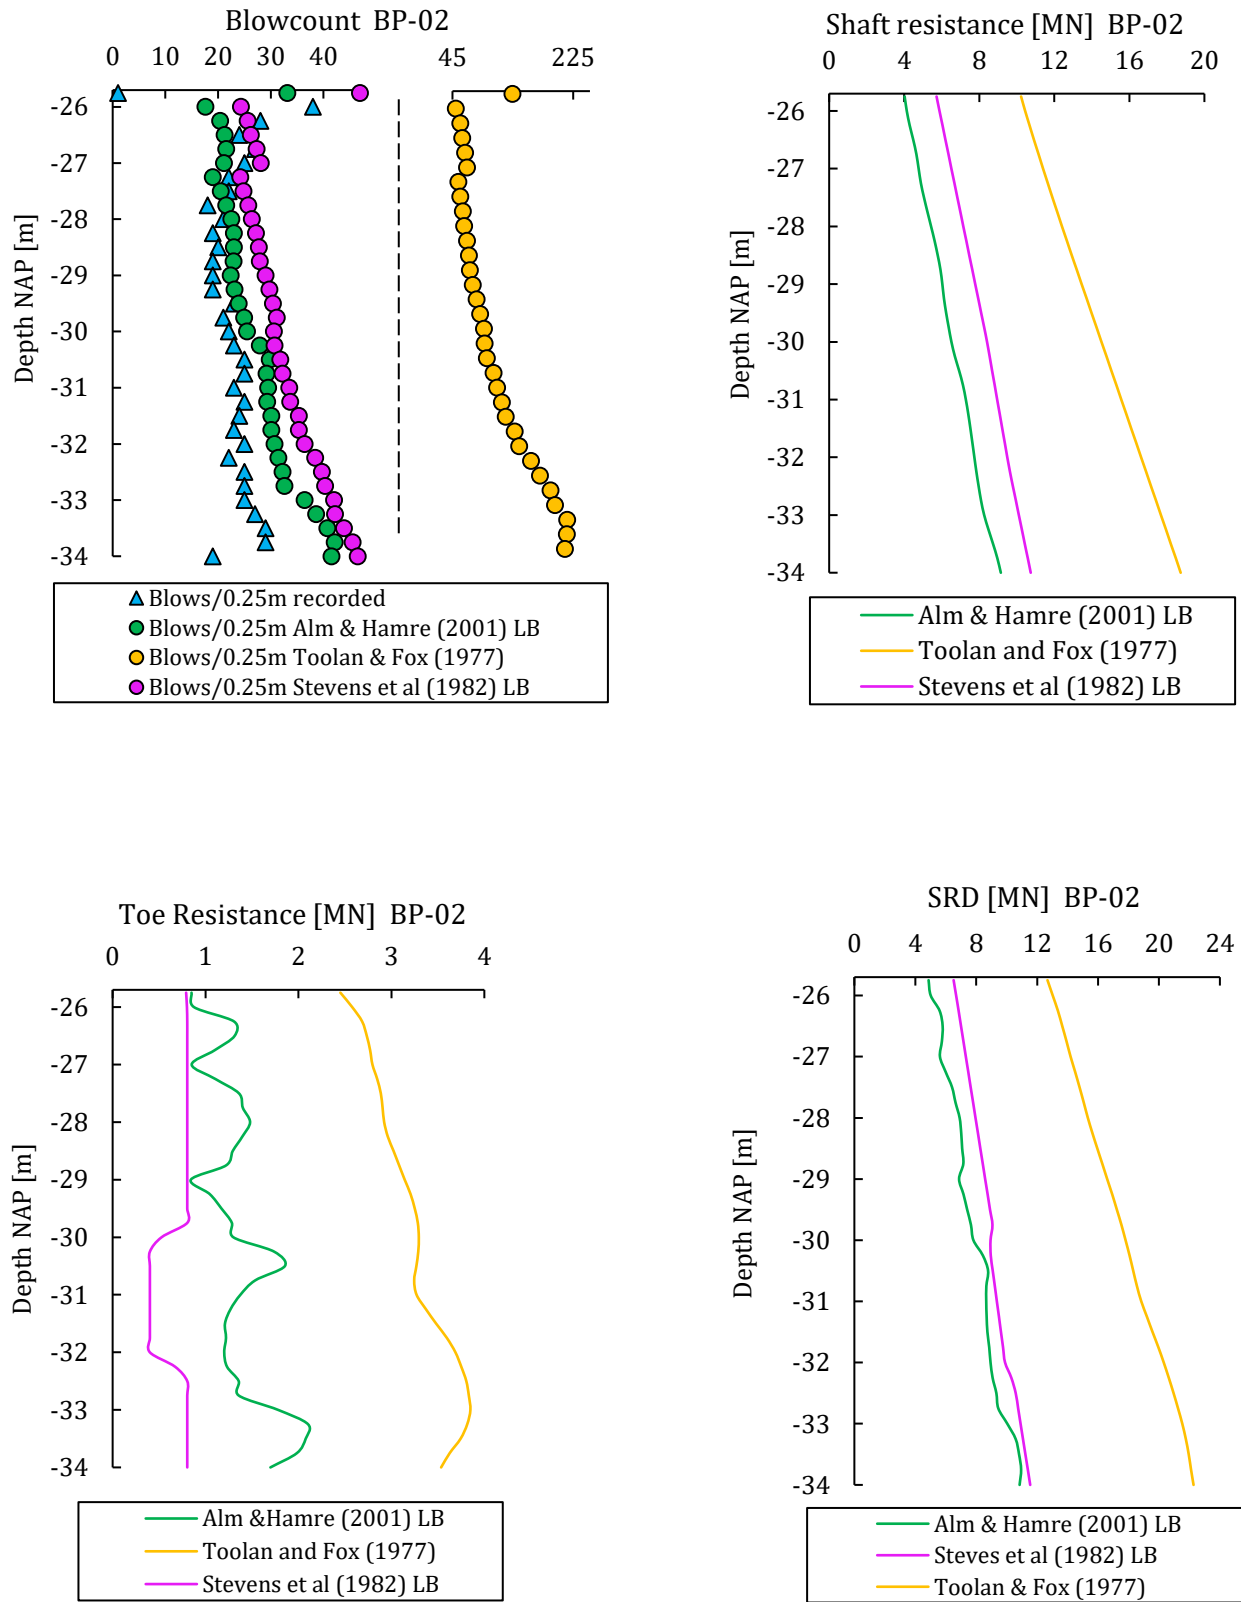 Blowcount BP-02
0 10 20 30 40 45 225
Depth NAP [m]
-26
-27
-28
-29
-30
-31
-32
-33
-34
Blows/0.25m recorded
Blows/0.25m Alm & Hamre (2001) LB
Blows/0.25m Toolan & Fox (1977)
Blows/0.25m Stevens et al (1982) LB
Shaft resistance [MN] BP-02
0 4 8 12 16 20
Depth NAP [m]
-26
-27
-28
-29
-30
-31
-32
-33
-34
Alm & Hamre (2001) LB
Toolan and Fox (1977)
Stevens et al (1982) LB
Toe Resistance [MN] BP-02
0 1 2 3 4
Depth NAP [m]
-26
-27
-28
-29
-30
-31
-32
-33
-34
Alm &Hamre (2001) LB
Toolan and Fox (1977)
Stevens et al (1982) LB
SRD [MN] BP-02
0 4 8 12 16 20 24
Depth NAP [m]
-26
-27
-28
-29
-30
-31
-32
-33
-34
Alm & Hamre (2001) LB
Steves et al (1982) LB
Toolan & Fox (1977)